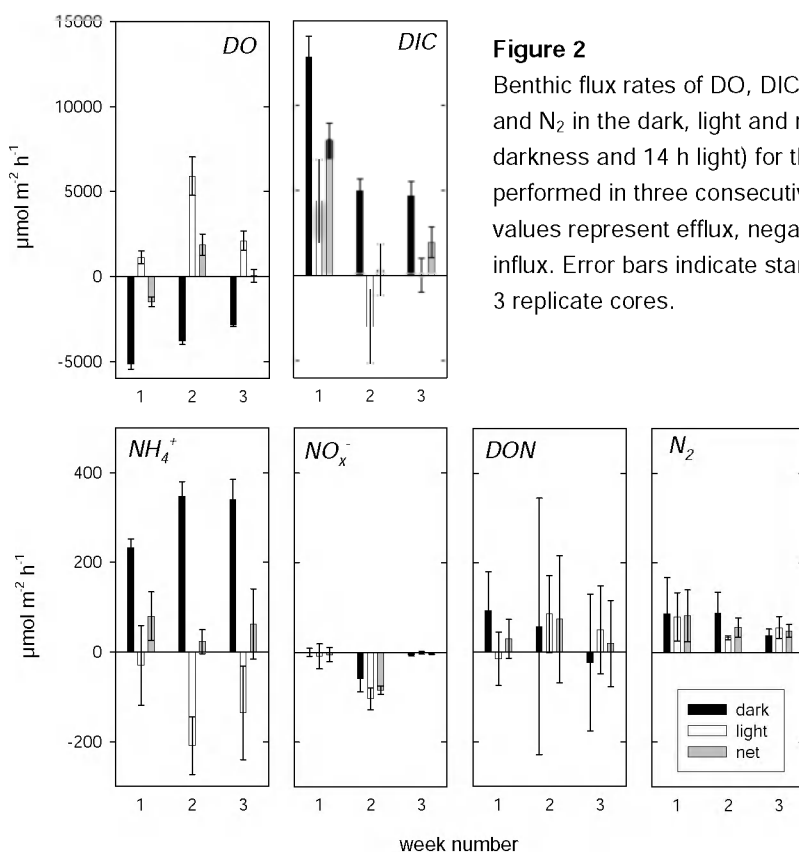 15000
10000
5000
0
-5000
µmol m-2 h-1
DO
DIC
1 2 3
1 2 3
Figure 2
Benthic flux rates of DO, DIC
and N2 in the dark, light and
darkness and 14 h light) for
performed in three consecutiv
values represent efflux, nega
influx. Error bars indicate star
3 replicate cores.
400
200
0
-200
µmol m-2 h-1
NH4+
NOx-
DON
N2
dark
light
net
1 2 3
1 2 3
1 2 3
1 2 3
week number